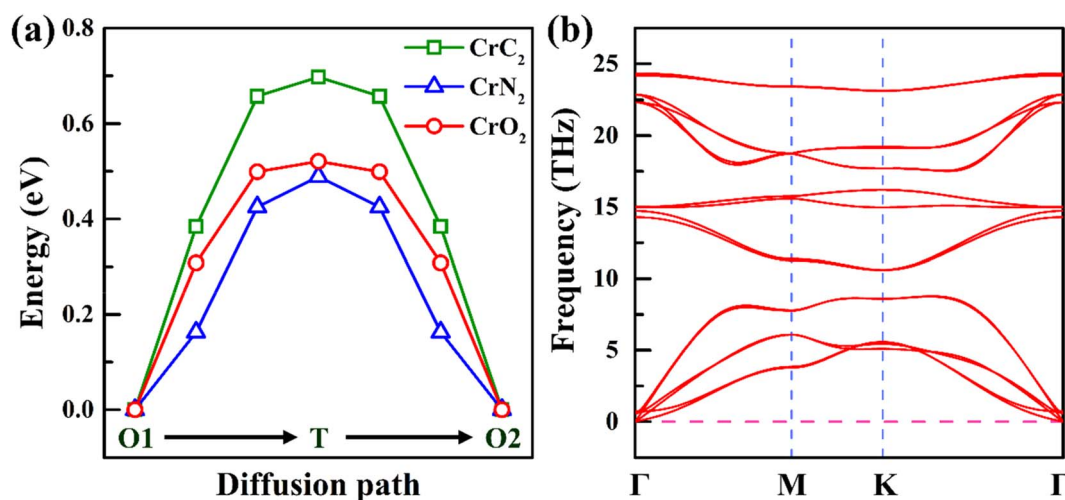 (a)
0.8
0.6
0.4
0.2
0.0
Energy (eV)
CrC₂
CrN₂
CrO₂
O1 T O2
Diffusion path
(b)
25
20
15
10
5
0
Frequency (THz)
Γ M K Γ